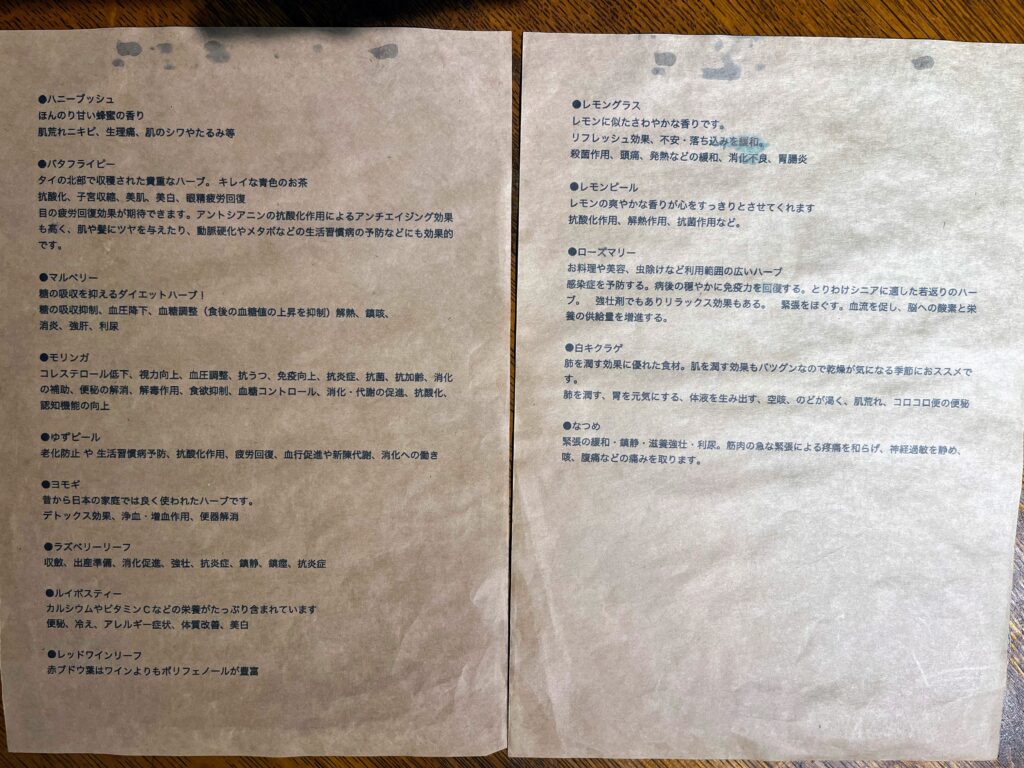 ●ハニーブッシュ
ほんのり甘い蜂蜜の香り
肌荒れニキビ、生理痛、肌のシワやたるみ等
●バタフライピー
タイの北部で収穫された貴重なハーブ。 キレイな青色のお茶
抗酸化、子宮収縮、美肌、美白、眼精疲労回復
目の疲労回復効果が期待できます。アントシアニンの抗酸化作用によるアンチエイジング効果
も高く、肌や髪にツヤを与えたり、動脈硬化やメタボなどの生活習慣病の予防などにも効果的
です。
●マルベリー
糖の吸収を抑えるダイエットハーブ！
糖の吸収抑制、血圧降下、血糖調整（食後の血糖値の上昇を抑制）解熱、鎮咳、
消炎、強肝、利尿
●モリンガ
コレステロール低下、視力向上、血圧調整、抗うつ、免疫向上、抗炎症、抗菌、抗加齢、消化
の補助、便秘の解消、解毒作用、食欲抑制、血糖コントロール、消化・代謝の促進、抗酸化、
認知機能の向上
●ゆずピール
老化防止 や 生活習慣病予防、抗酸化作用、疲労回復、血行促進や新陳代謝、消化への働き
●ヨモギ
昔から日本の家庭では良く使われたハーブです。
デトックス効果、浄血・増血作用、便器解消
●ラズベリーリーフ
収斂、出産準備、消化促進、強壮、抗炎症、鎮静、鎮痙、抗炎症
●ルイボスティー
カルシウムやビタミンCなどの栄養がたっぷり含まれています
便秘、冷え、アレルギー症状、体質改善、美白
●レッドワインリーフ
赤ブドウ葉はワインよりもポリフェノールが豊富
●レモングラス
レモンに似たさわやかな香りです。
リフレッシュ効果、不安・落ち込みを緩和。
殺菌作用、頭痛、発熱などの緩和、消化不良、胃腸炎
●レモンピール
レモンの爽やかな香りが心をすっきりとさせてくれます
抗酸化作用、解熱作用、抗菌作用など。
●ローズマリー
お料理や美容、虫除けなど利用範囲の広いハーブ
感染症を予防する。病後の穏やかに免疫力を回復する。とりわけシニアに適した若返りのハー
ブ。 強壮剤でもありリラックス効果もある。 緊張をほぐす。血流を促し、脳への酸素と栄
養の供給量を増進する。
●白キクラゲ
肺を潤す効果に優れた食材。肌を潤す効果もバツグンなので乾燥が気になる季節におススメで
す。
肺を潤す、胃を元気にする、体液を生み出す、空咳、のどが渇く、肌荒れ、コロコロ便の便秘
●なつめ
緊張の緩和・鎮静・滋養強壮・利尿。筋肉の急な緊張による疼痛を和らげ、神経過敏を静め、
咳、腹痛などの痛みを取ります。